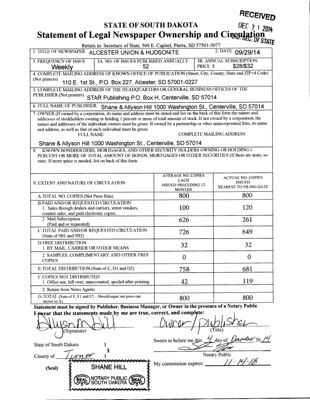 RECEIVED
DEC 31 2014
SEC. OF STATE
STATE OF SOUTH DAKOTA
Statement of Legal Newspaper Ownership and Circulation
Return to: Secretary of State, 500 E. Capitol, Pierre, SD 57501-5077
1. TITLE OF NEWSPAPER ALCESTER UNION & HUDSONITE
2. DATE 09/29/14
3. FREQUENCY OF ISSUE Weekly
3A. NO. OF ISSUES PUBLISHED ANNUALLY 52
3B. ANNUAL SUBSCRIPTION PRICE $ $28/$32
4. COMPLETE MAILING ADDRESS OF KNOWN OFFICE OF PUBLICATION (Street, City, County, State and ZIP+4 Code) (Not printers)
110 E. 1st St., P.O. Box 227, Alcester, SD 57001-0227
5. COMPLETE MAILING ADDRESS OF THE HEADQUARTERS OR GENERAL BUSINESS OFFICES OF THE PUBLISHER (Not printers) STAR Publishing P.O. Box H, Centerville, SD 57014
6. FULL NAME OF PUBLISHER Shane & Allyson Hill 1000 Washington St., Centerville, SD 57014
7. OWNER (If owned by a corporation, its name and address must be stated and list on the back of this form the names and
addresses of stockholders owning or holding 1 percent or more of total amount of stock. If not owned by a corporation, the
names and addresses of the individual owners must be given. If owned by a partnership or other unincorporated firm, its name
and address, as well as that of each individual must be given.
FULL NAME COMPLETE MAILING ADDRESS
Shane & Allyson Hill 1000 Washington St., Centerville, SD 57014
8. KNOWN BONDHOLDERS, MORTGAGES, AND OTHER SECURITY HOLDERS OWNING OR HOLDING 1
PERCENT OR MORE OF TOTAL AMOUNT OF BONDS, MORTGAGES OR OTHER SECURITIES (If there are none, so
state. If more space is needed, list on back of this form.
9. EXTENT AND NATURE OF CIRCULATION
AVERAGE NO. COPIES EACH ISSUED PRECEDING 12 MONTHS
ACTUAL NO. COPIES ISSUED NEAREST TO FILING DATE
A. TOTAL NO. COPIES (Net Press Run) 800 800
B. PAID AND/OR REQUESTED CIRCULATION
1. Sales through dealers and carriers, street vendors, counter sales, and paid electronic copies. 100 120
2. Mail Subscription (Paid and or requested) 626 261
C. TOTAL PAID AND/OR REQUESTED CIRCULATION (Sum of 9B1 and 9B2) 726 649
D. FREE DISTRIBUTION
1. BY MAIL, CARRIER OR OTHER MEANS 32 32
2. SAMPLES, COMPLIMENTARY AND OTHER FREE COPIES 0 0
E. TOTAL DISTRIBUTION (Sum of C, D1 and D2) 758 681
F. COPIES NOT DISTRIBUTED
1. Office use, left over, unaccounted, spoiled after printing 42 119
2. Return from News Agents
G. TOTAL (Sum of E, F1 and F2 - Should equal net press run shown in A) 800 800
Statement must be signed by Publisher, Business Manager, or Owner in the presence of a Notary Public
I swear that the statements made by me are true, correct, and complete:
Allyson Hill Owner/publisher
(Signature) (Title)
State of South Dakota )
§
County of Turner )
Sworn to before me this day of 14
Notary Public
(Seal)
SHANE HILL
SEAL NOTARY PUBLIC SOUTH DAKOTA SEAL
My commission expires: